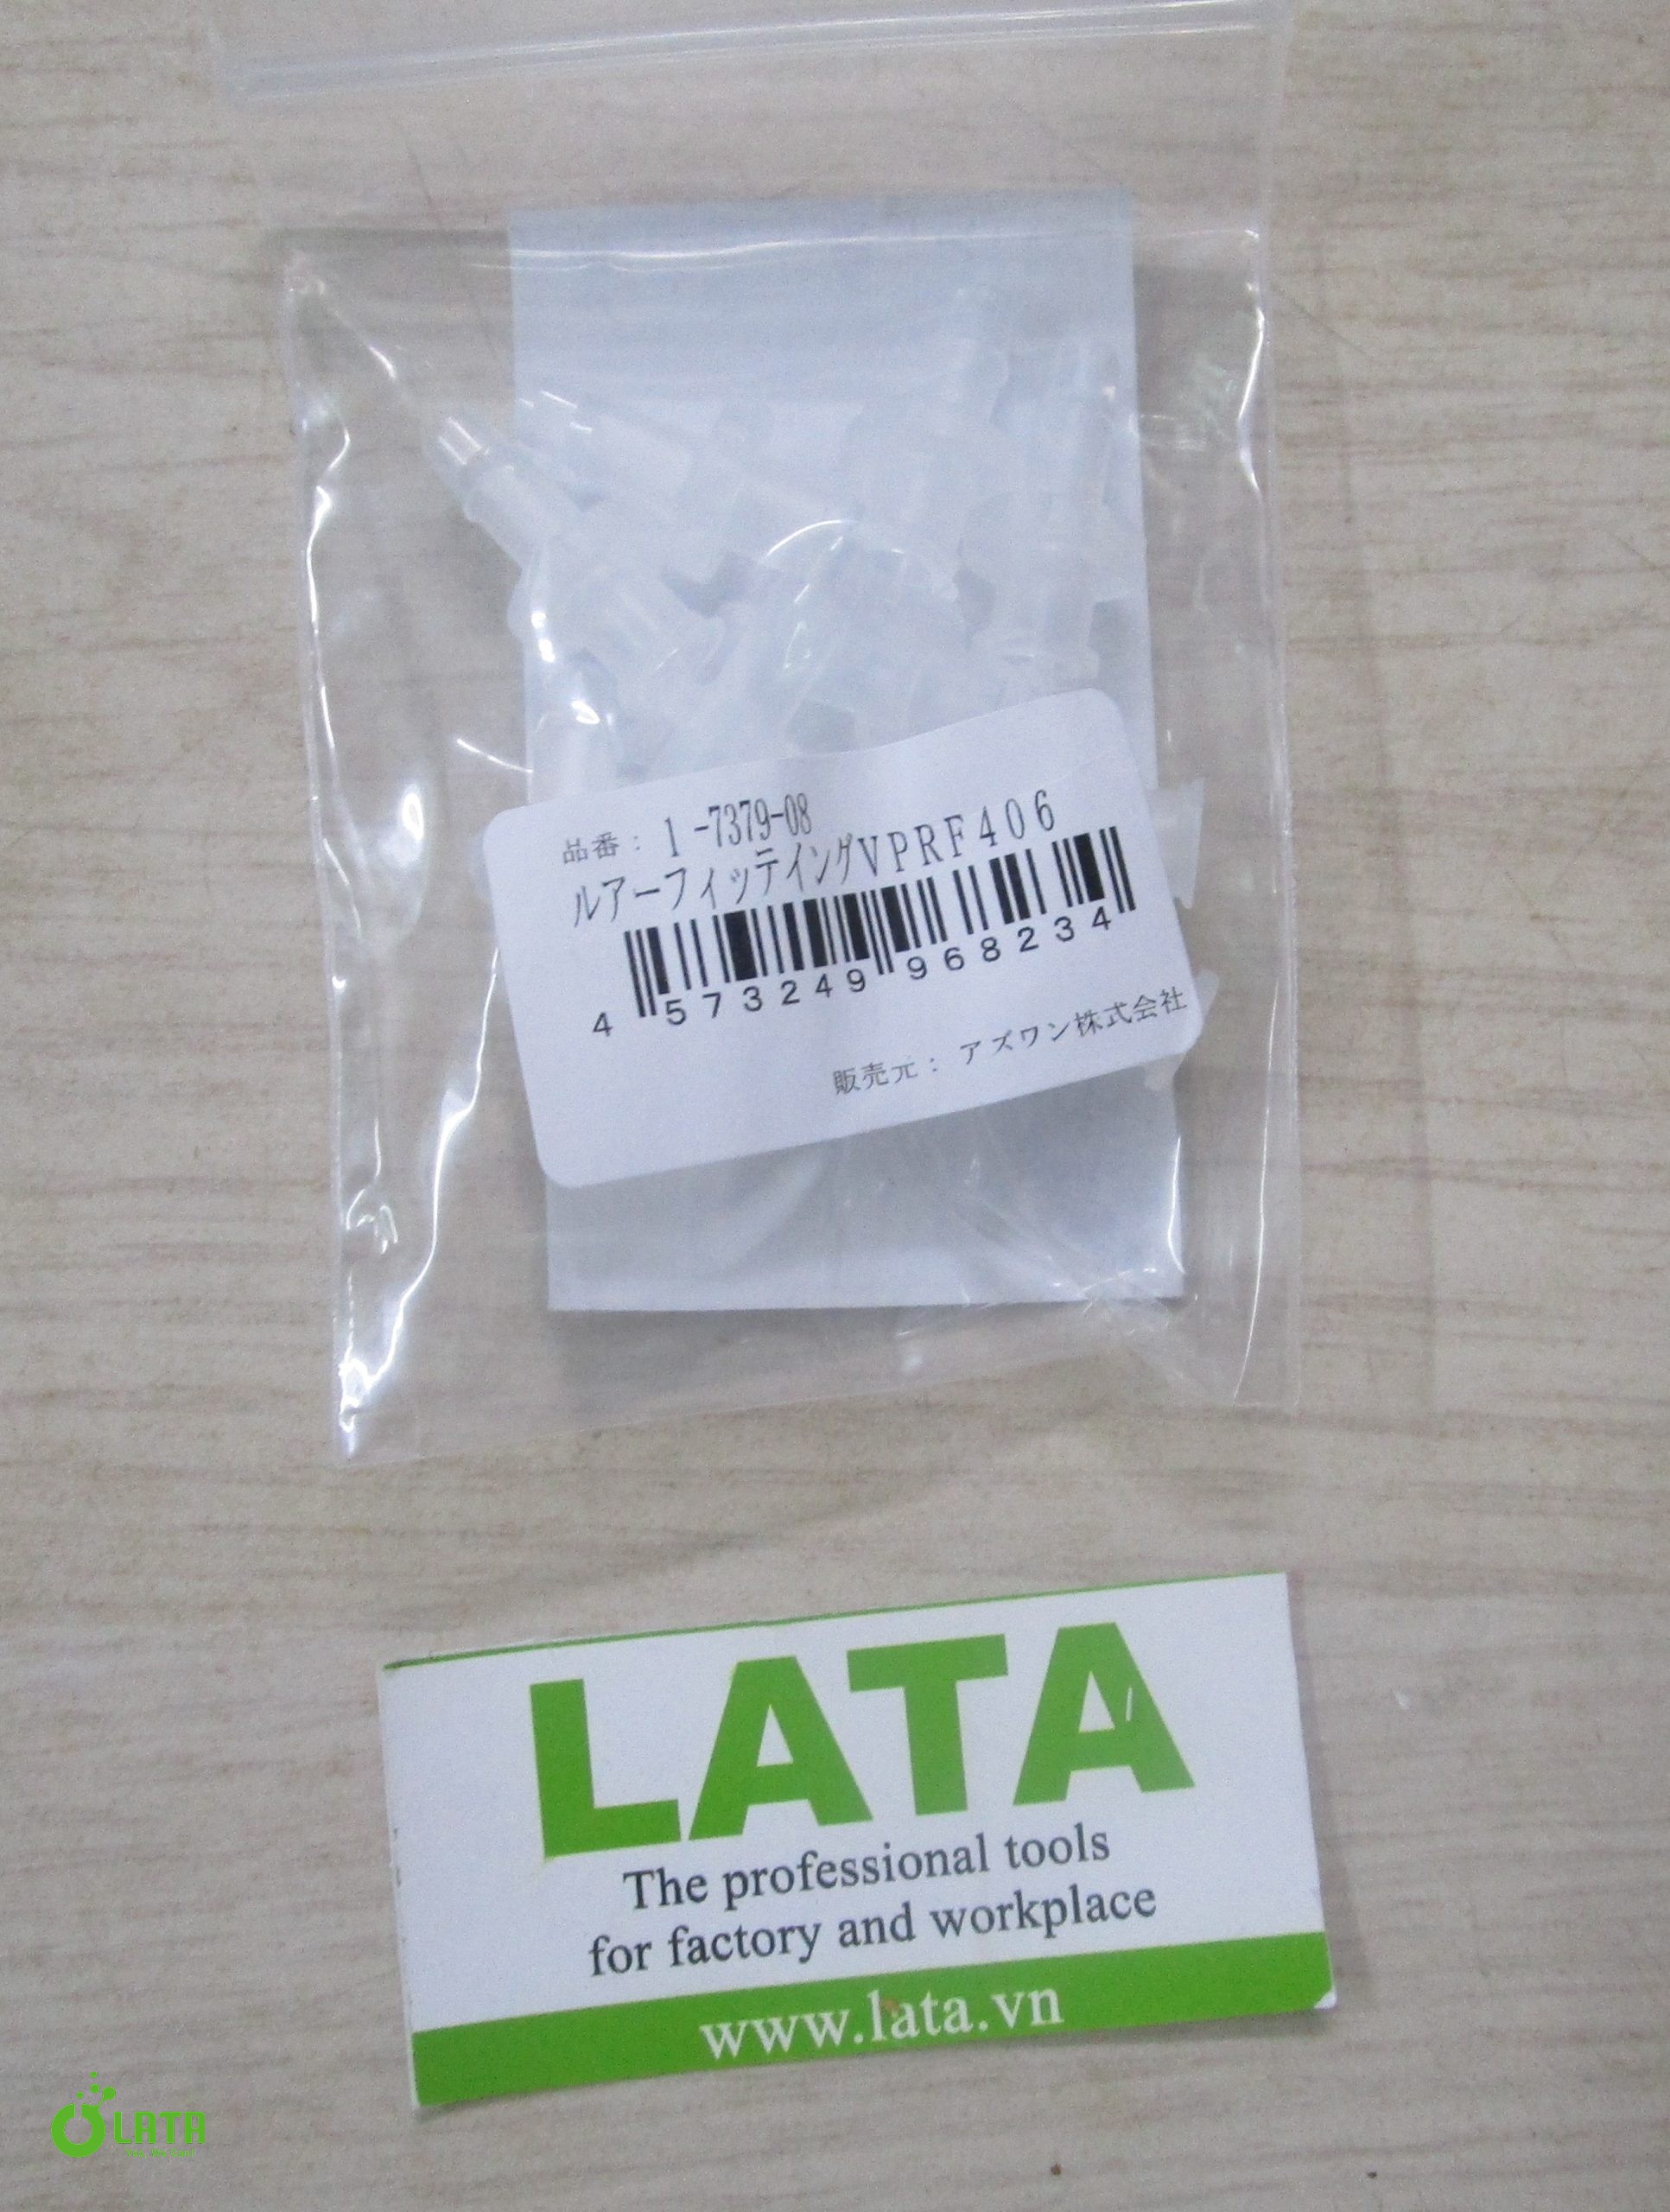 品番： 1-7379-08
ルアーフィッテイングVPRF406
4 573249 968234
販売元： アズワン株式会社
LATA
The professional tools
for factory and workplace
www.lata.vn
LATA